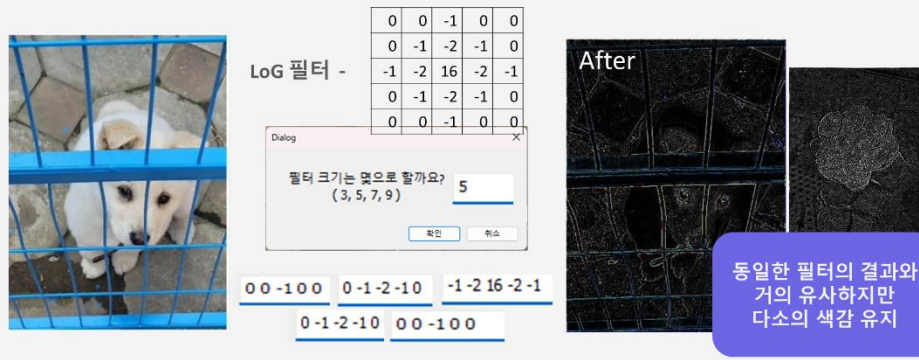 LoG 필터 -
0 0 -1 0 0
0 -1 -2 -1 0
-1 -2 16 -2 -1
0 -1 -2 -1 0
0 0 -1 0 0
Dialog
필터 크기는 몇으로 할까요?
( 3, 5, 7, 9 )
5
확인 취소
0 0 -1 0 0
0 -1 -2 -1 0
-1 -2 16 -2 -1
0 -1 -2 -1 0
0 0 -1 0 0
After
동일한 필터의 결과와
거의 유사하지만
다소의 색감 유지